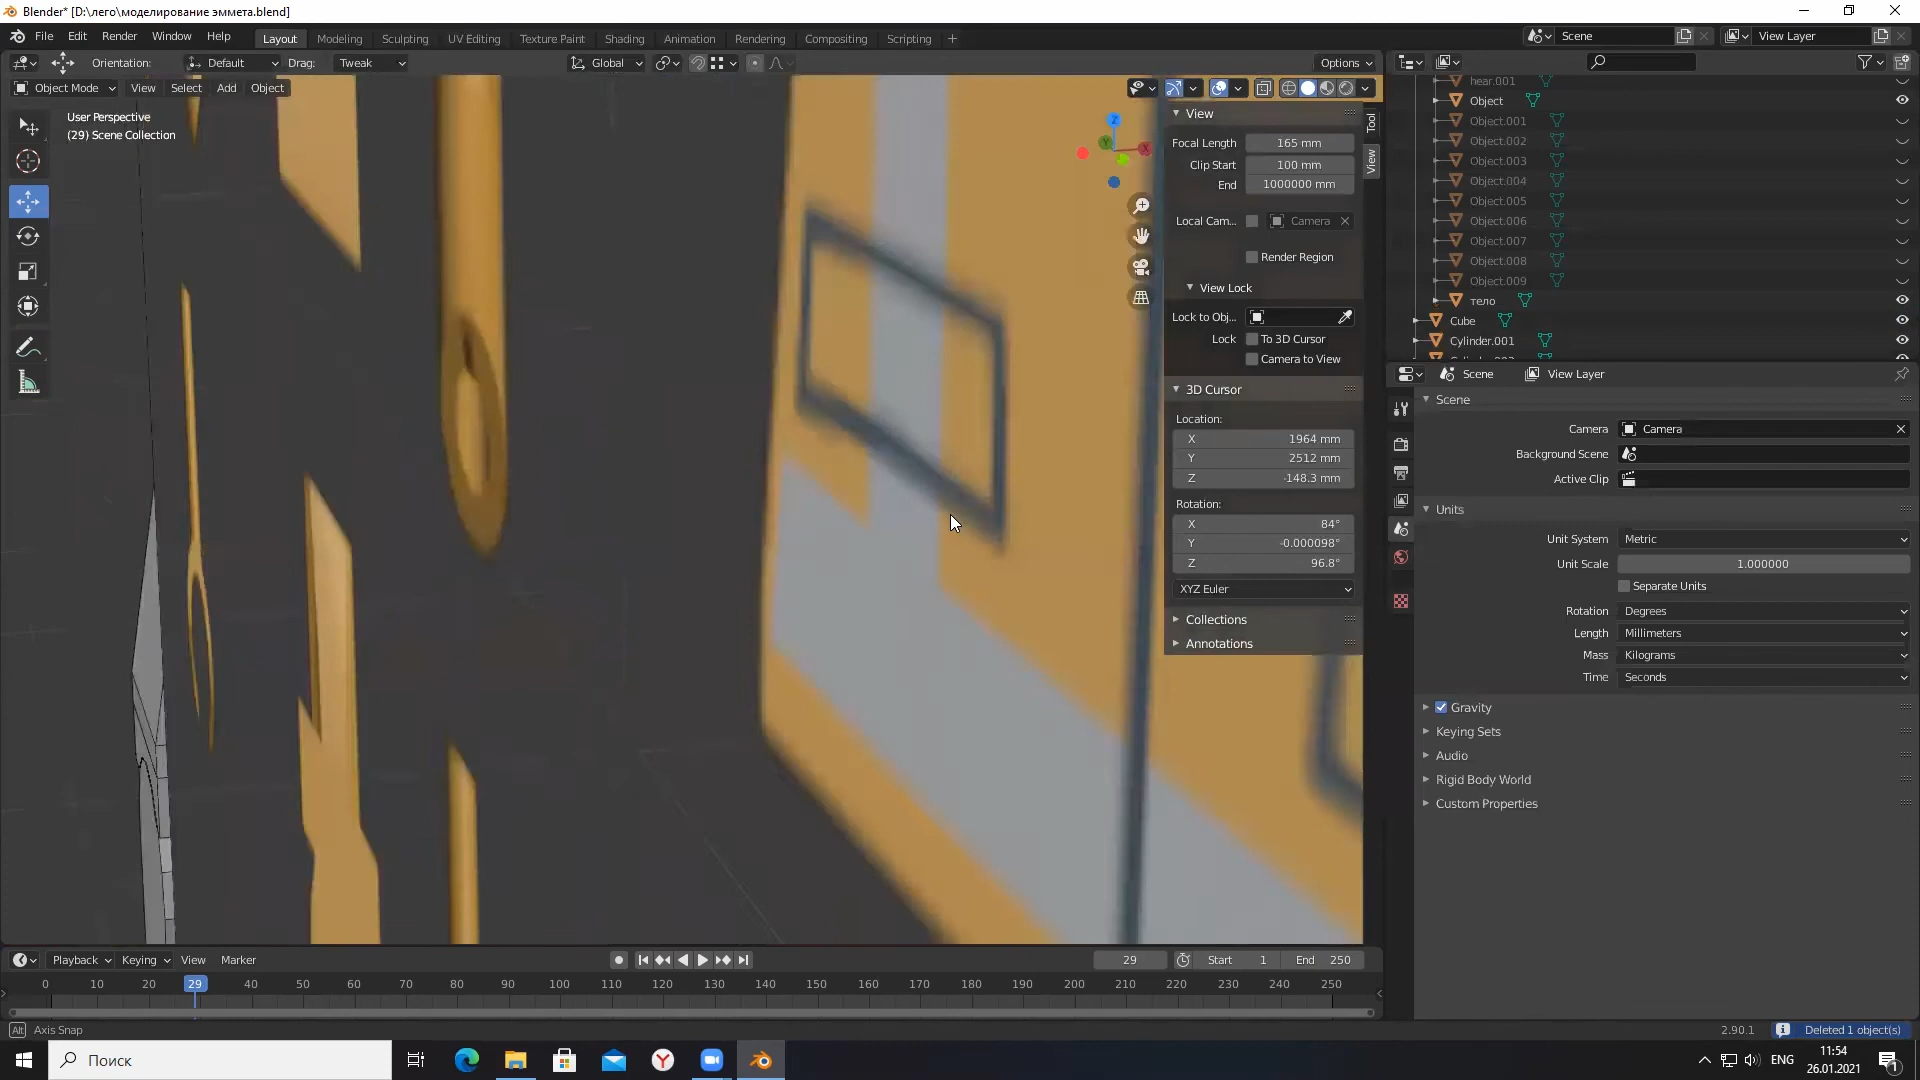 Blender* [D:\лего\моделирование эммета.blend]
File Edit Render Window Help
Layout Modeling Sculpting UV Editing Texture Paint Shading Animation Rendering Compositing Scripting
Scene
View Layer
Orientation: Default Drag: Tweak
Global
Options
Object Mode View Select Add Object
User Perspective
(29) Scene Collection
View
Focal Length 165 mm
Clip Start 100 mm
End 1000000 mm
Local Cam... Camera
Render Region
View Lock
Lock to Obj...
Lock To 3D Cursor
Camera to View
3D Cursor
Location:
X 1964 mm
Y 2512 mm
Z -148.3 mm
Rotation:
X 84°
Y -0.000098°
Z 96.8°
XYZ Euler
Collections
Annotations
Tool
View
Z
X
Y
hear.001
Object
Object.001
Object.002
Object.003
Object.004
Object.005
Object.006
Object.007
Object.008
Object.009
тело
Cube
Cylinder.001
Scene View Layer
Scene
Camera Camera
Background Scene
Active Clip
Units
Unit System Metric
Unit Scale 1.000000
Separate Units
Rotation Degrees
Length Millimeters
Mass Kilograms
Time Seconds
Gravity
Keying Sets
Audio
Rigid Body World
Custom Properties
Playback Keying View Marker
29 Start 1 End 250
0 10 20 29 40 50 60 70 80 90 100 110 120 130 140 150 160 170 180 190 200 210 220 230 240 250
Alt Axis Snap
2.90.1 Deleted 1 object(s)
Поиск
ENG
11:54
26.01.2021
1